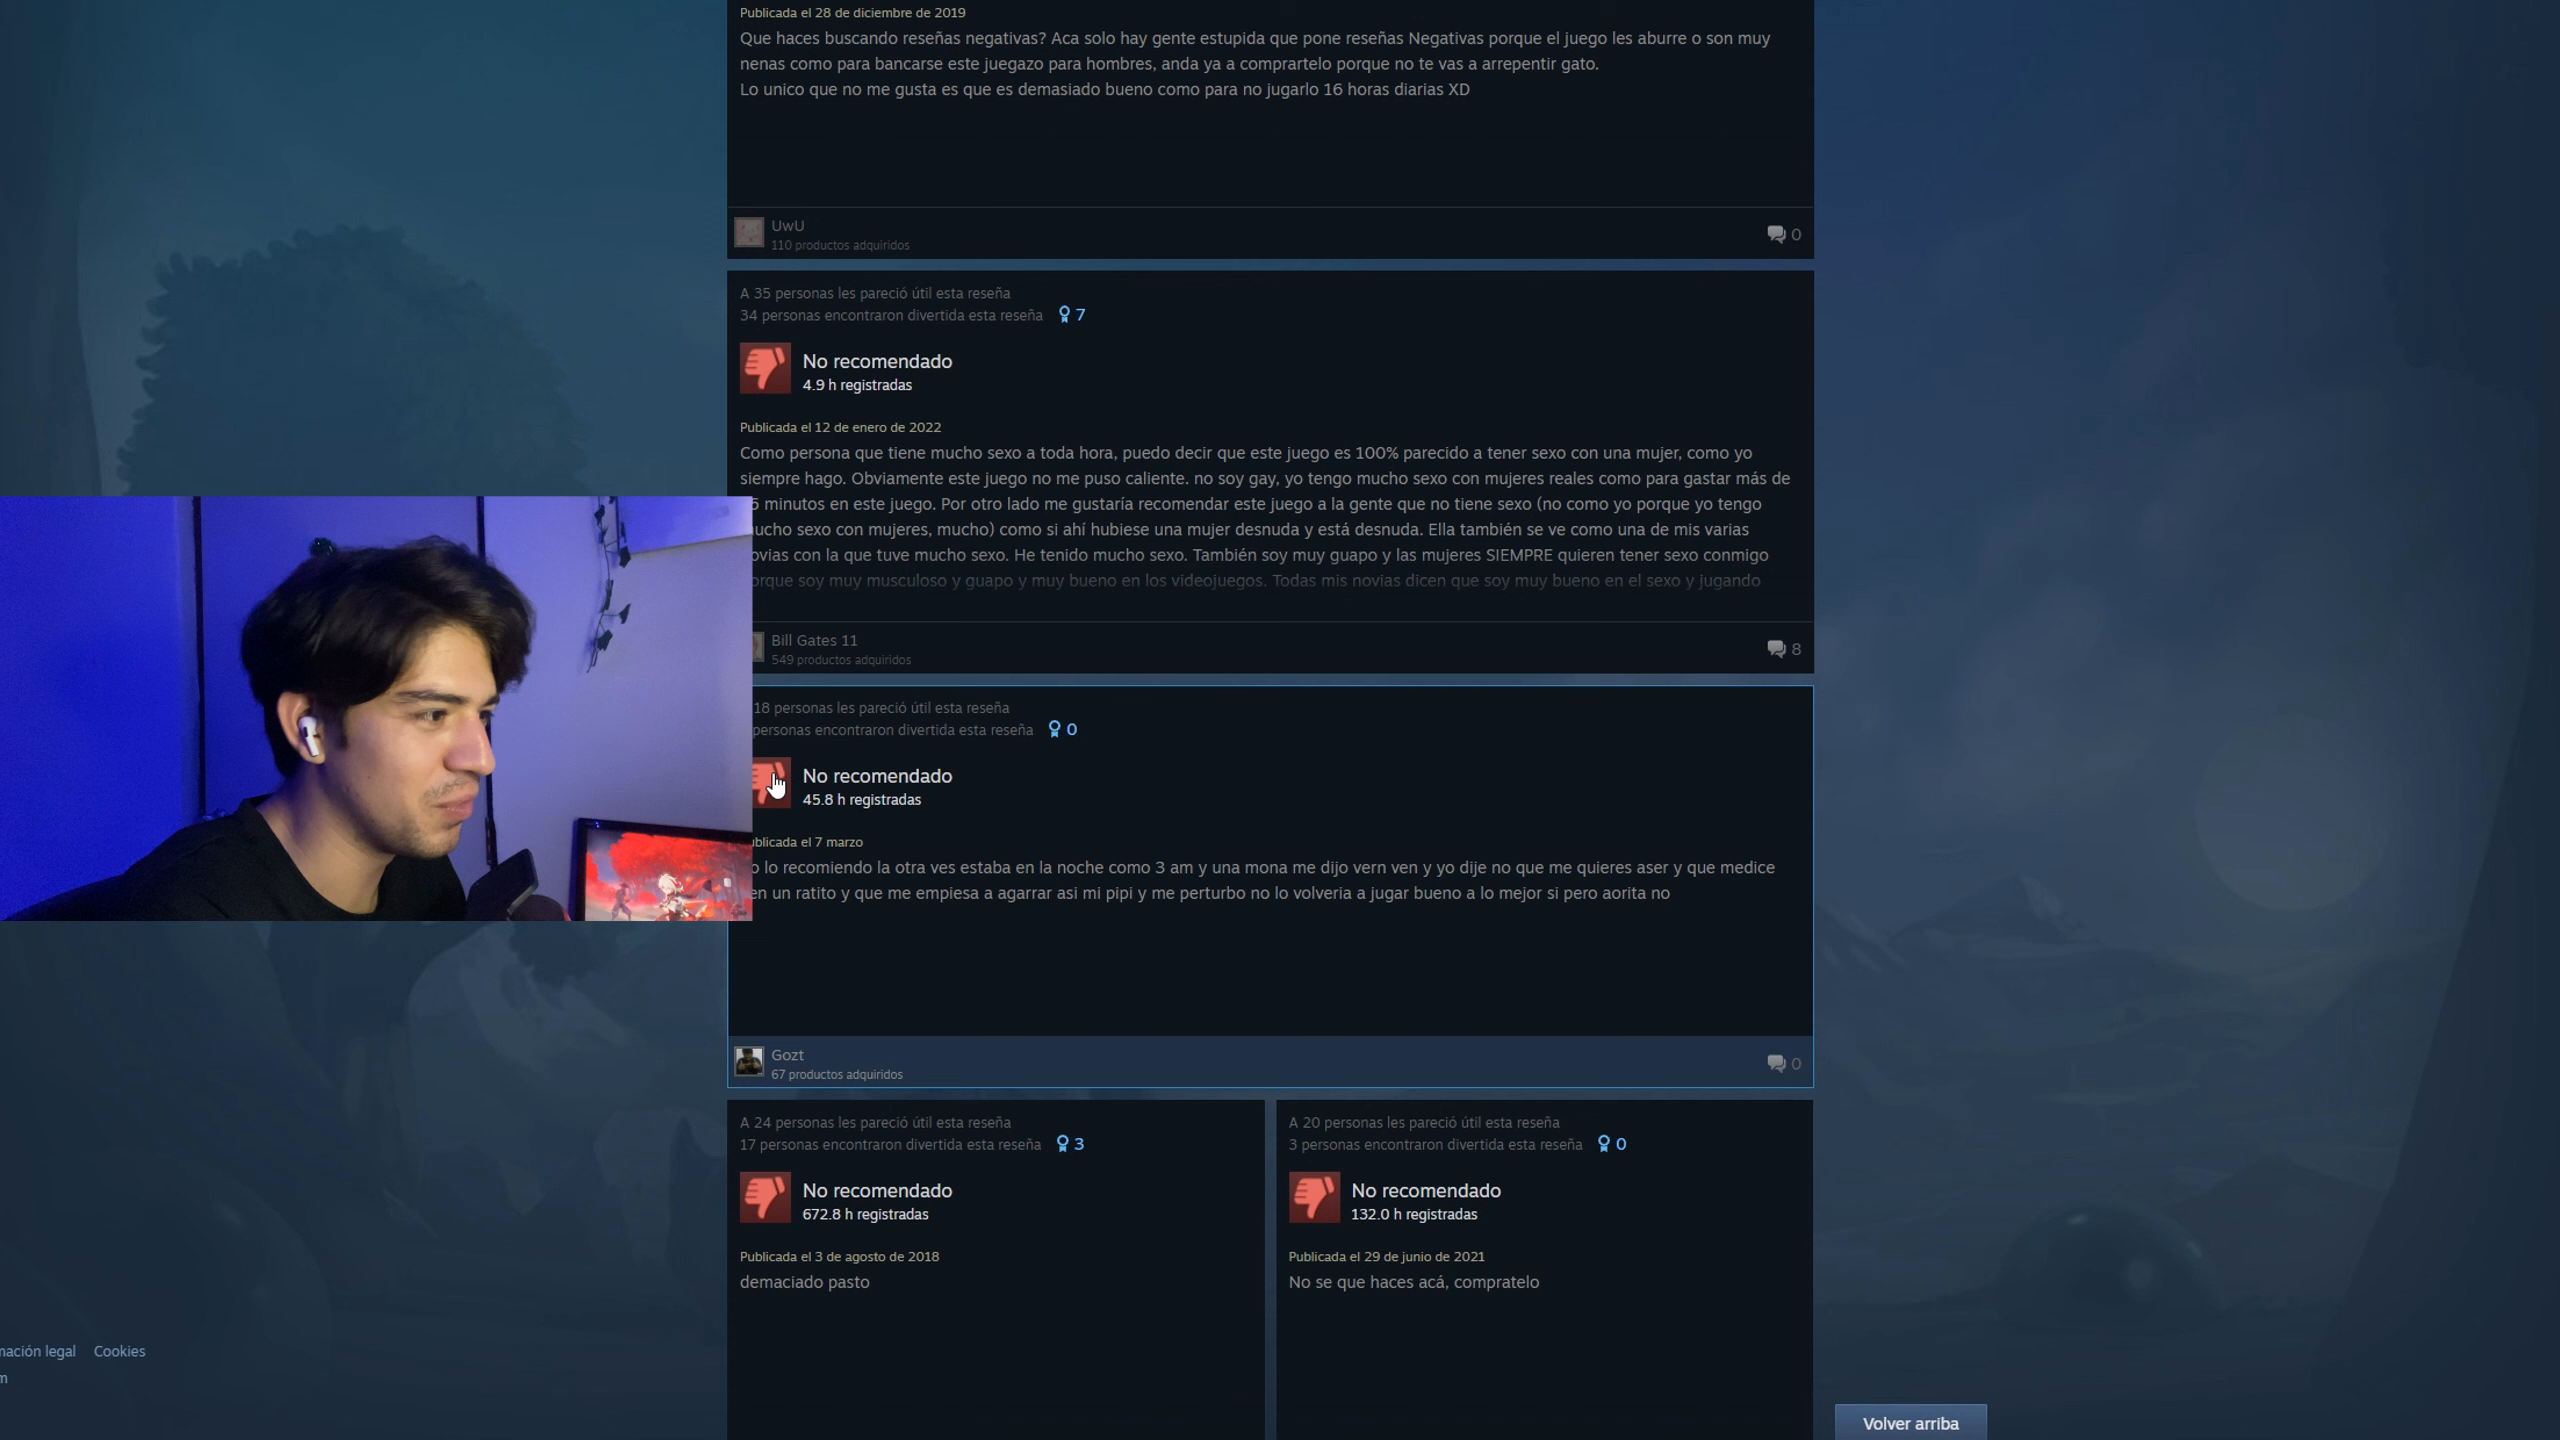 Publicada el 28 de diciembre de 2019
Que haces buscando reseñas negativas? Aca solo hay gente estupida que pone reseñas Negativas porque el juego les aburre o son muy
nenas como para bancarse este juegazo para hombres, anda ya a comprartelo porque no te vas a arrepentir gato.
Lo unico que no me gusta es que es demasiado bueno como para no jugarlo 16 horas diarias XD
UwU
110 productos adquiridos
0
A 35 personas les pareció útil esta reseña
34 personas encontraron divertida esta reseña 7
No recomendado
4.9 h registradas
Publicada el 12 de enero de 2022
Como persona que tiene mucho sexo a toda hora, puedo decir que este juego es 100% parecido a tener sexo con una mujer, como yo
siempre hago. Obviamente este juego no me puso caliente. no soy gay, yo tengo mucho sexo con mujeres reales como para gastar más de
minutos en este juego. Por otro lado me gustaría recomendar este juego a la gente que no tiene sexo (no como yo porque yo tengo
ucho sexo con mujeres, mucho) como si ahí hubiese una mujer desnuda y está desnuda. Ella también se ve como una de mis varias
ovias con la que tuve mucho sexo. He tenido mucho sexo. También soy muy guapo y las mujeres SIEMPRE quieren tener sexo conmigo
orque soy muy musculoso y guapo y muy bueno en los videojuegos. Todas mis novias dicen que soy muy bueno en el sexo y jugando
Bill Gates 11
549 productos adquiridos
8
18 personas les pareció útil esta reseña
personas encontraron divertida esta reseña 0
No recomendado
45.8 h registradas
ublicada el 7 marzo
o lo recomiendo la otra ves estaba en la noche como 3 am y una mona me dijo vern ven y yo dije no que me quieres aser y que medice
en un ratito y que me empiesa a agarrar asi mi pipi y me perturbo no lo volveria a jugar bueno a lo mejor si pero aorita no
Gozt
67 productos adquiridos
0
A 24 personas les pareció útil esta reseña
17 personas encontraron divertida esta reseña 3
No recomendado
672.8 h registradas
Publicada el 3 de agosto de 2018
demaciado pasto
A 20 personas les pareció útil esta reseña
3 personas encontraron divertida esta reseña 0
No recomendado
132.0 h registradas
Publicada el 29 de junio de 2021
No se que haces acá, compratelo
mación legal Cookies
m
Volver arriba